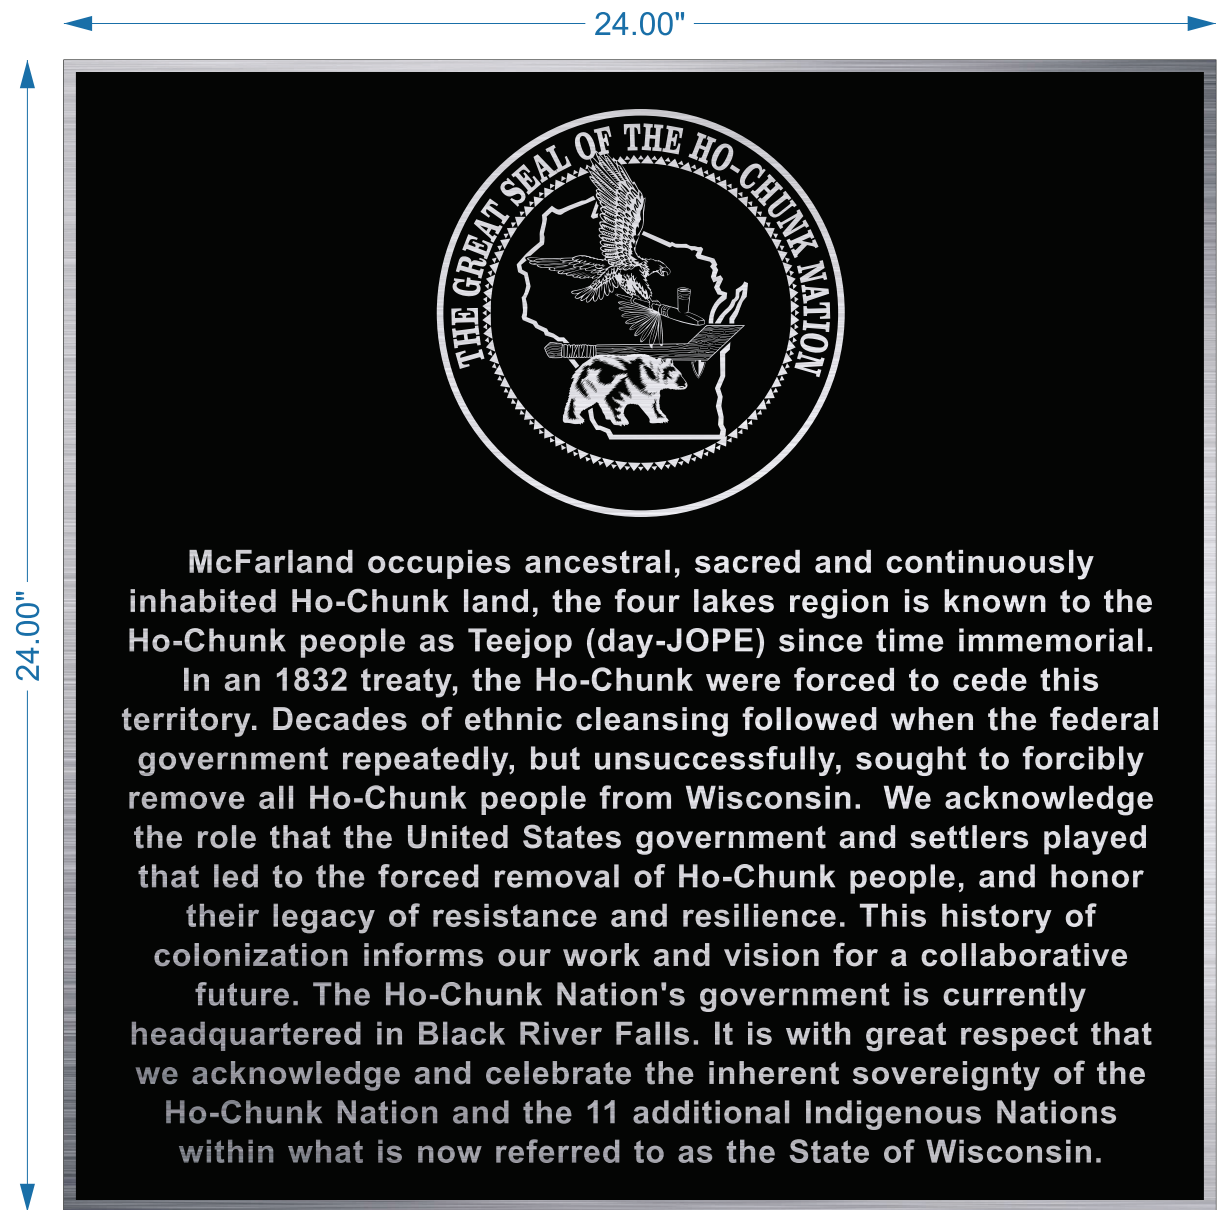 24.00"
24.00"
THE GREAT SEAL OF THE HO-CHUNK NATION
McFarland occupies ancestral, sacred and continuously
inhabited Ho-Chunk land, the four lakes region is known to the
Ho-Chunk people as Teejop (day-JOPE) since time immemorial.
In an 1832 treaty, the Ho-Chunk were forced to cede this
territory. Decades of ethnic cleansing followed when the federal
government repeatedly, but unsuccessfully, sought to forcibly
remove all Ho-Chunk people from Wisconsin.  We acknowledge
the role that the United States government and settlers played
that led to the forced removal of Ho-Chunk people, and honor
their legacy of resistance and resilience. This history of
colonization informs our work and vision for a collaborative
future. The Ho-Chunk Nation's government is currently
headquartered in Black River Falls. It is with great respect that
we acknowledge and celebrate the inherent sovereignty of the
Ho-Chunk Nation and the 11 additional Indigenous Nations
within what is now referred to as the State of Wisconsin.